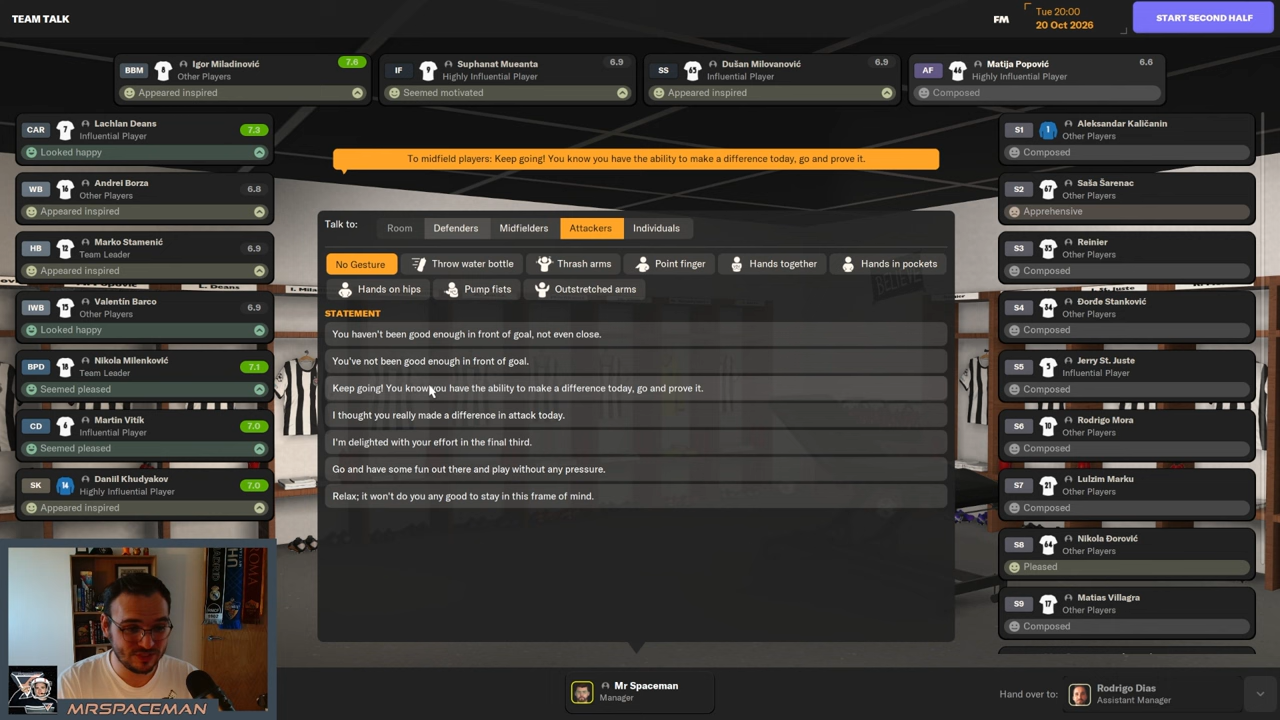 TEAM TALK
FM
Tue 20:00
20 Oct 2026
START SECOND HALF
BBM
8
Igor Miladinović
7.6
Other Players
Appeared inspired
IF
Suphanat Mueanta
6.9
Highly Influential Player
Seemed motivated
SS
Dušan Milovanović
6.9
Influential Player
Appeared inspired
AF
46
Matija Popović
6.6
Highly Influential Player
Composed
CAR
7
Lachlan Deans
7.3
Influential Player
Looked happy
WB
16
Andrei Borza
6.8
Other Players
Appeared inspired
HB
12
Marko Stamenić
6.9
Team Leader
Appeared inspired
IWB
15
Valentín Barco
6.9
Other Players
Looked happy
BPD
18
Nikola Milenković
7.1
Team Leader
Seemed pleased
CD
6
Martin Vitík
7.0
Influential Player
Seemed pleased
SK
14
Daniil Khudyakov
7.0
Highly Influential Player
Appeared inspired
To midfield players: Keep going! You know you have the ability to make a difference today, go and prove it.
Talk to:
Room
Defenders
Midfielders
Attackers
Individuals
No Gesture
Throw water bottle
Thrash arms
Point finger
Hands together
Hands in pockets
Hands on hips
Pump fists
Outstretched arms
STATEMENT
You haven't been good enough in front of goal, not even close.
You've not been good enough in front of goal.
Keep going! You know you have the ability to make a difference today, go and prove it.
I thought you really made a difference in attack today.
I'm delighted with your effort in the final third.
Go and have some fun out there and play without any pressure.
Relax; it won't do you any good to stay in this frame of mind.
S1
1
Aleksandar Kaličanin
Other Players
Composed
S2
67
Saša Šarenac
Other Players
Apprehensive
S3
Reinier
Other Players
Composed
S4
Đorđe Stanković
Other Players
Composed
S5
Jerry St. Juste
Influential Player
Composed
S6
10
Rodrigo Mora
Other Players
Composed
S7
21
Lulzim Marku
Other Players
Composed
S8
44
Nikola Đorović
Other Players
Pleased
S9
17
Matias Villagra
Other Players
Composed
MRSPACEMAN
Mr Spaceman
Manager
Hand over to:
Rodrigo Dias
Assistant Manager